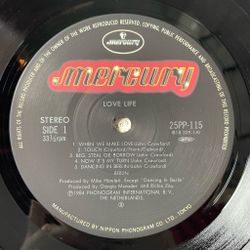 mercury
LOVE LIFE
STEREO
SIDE 1
33⅓ rpm
25PP-115
1. WHEN WE MAKE LOVE (John Crawford)
2. TOUCH (Crawford/Nunn/Diamond)
3. BEG, STEAL OR BORROW (John Crawford)
4. NOW IT'S MY TURN (John Crawford)
5. DANCING IN BERLIN (John Crawford)
BERLIN
Produced by Mike Howlett, Except "Dancing In Berlin"
Produced by Giorgio Moroder and Richie Zito
℗ 1984 PHONOGRAM INTERNATIONAL B.V.
THE NETHERLANDS
MANUFACTURED BY NIPPON PHONOGRAM CO., LTD., TOKYO